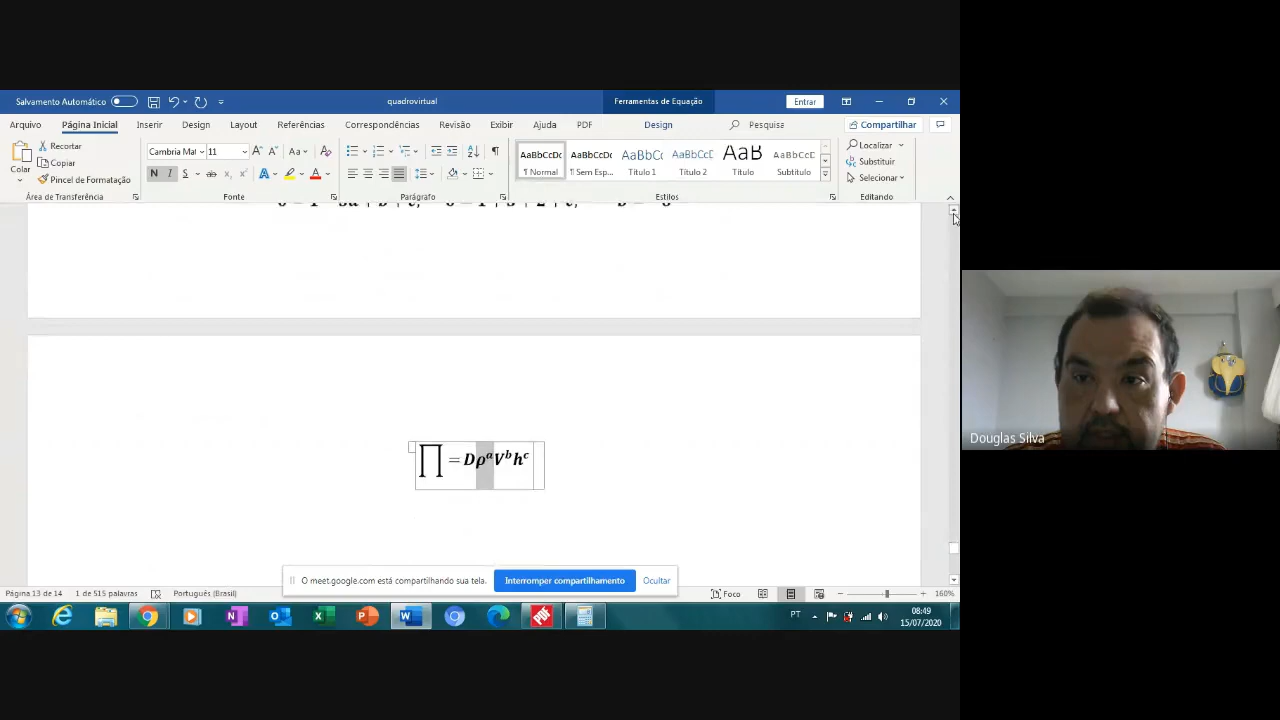 Salvamento Automático quadrovirtual Ferramentas de Equação Entrar
Arquivo Página Inicial Inserir Design Layout Referências Correspondências Revisão Exibir Ajuda PDF Design Pesquisa Compartilhar
Colar Recortar Copiar Pincel de Formatação
Área de Transferência
Cambria Mat 11
N I S
Fonte
Parágrafo
AaBbCcDc AaBbCcDc AaBbCc AaBbCcC AaB AaBbCcC
¶ Normal ¶ Sem Esp... Título 1 Título 2 Título Subtítulo
Estilos
Localizar
Substituir
Selecionar
Editando
∏ = DρᵃVᵇhᶜ
Douglas Silva
O meet.google.com está compartilhando sua tela. Interromper compartilhamento Ocultar
Página 13 de 14 1 de 515 palavras Português (Brasil) Foco 160%
PT 08:49
15/07/2020